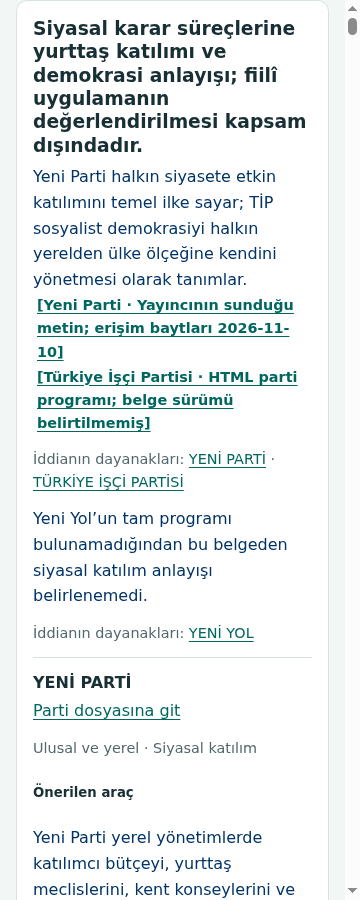 Siyasal karar süreçlerine
yurttaş katılımı ve
demokrasi anlayışı; fiilî
uygulamanın
değerlendirilmesi kapsam
dışındadır.
Yeni Parti halkın siyasete etkin
katılımını temel ilke sayar; TİP
sosyalist demokrasiyi halkın
yerelden ülke ölçeğine kendini
yönetmesi olarak tanımlar.
[Yeni Parti · Yayıncının sunduğu
metin; erişim baytları 2026-11-
10]
[Türkiye İşçi Partisi · HTML parti
programı; belge sürümü
belirtilmemiş]
İddianın dayanakları: YENİ PARTİ ·
TÜRKİYE İŞÇİ PARTİSİ
Yeni Yol’un tam programı
bulunamadığından bu belgeden
siyasal katılım anlayışı
belirlenemedi.
İddianın dayanakları: YENİ YOL
YENİ PARTİ
Parti dosyasına git
Ulusal ve yerel · Siyasal katılım
Önerilen araç
Yeni Parti yerel yönetimlerde
katılımcı bütçeyi, yurttaş
meclislerini, kent konseylerini ve